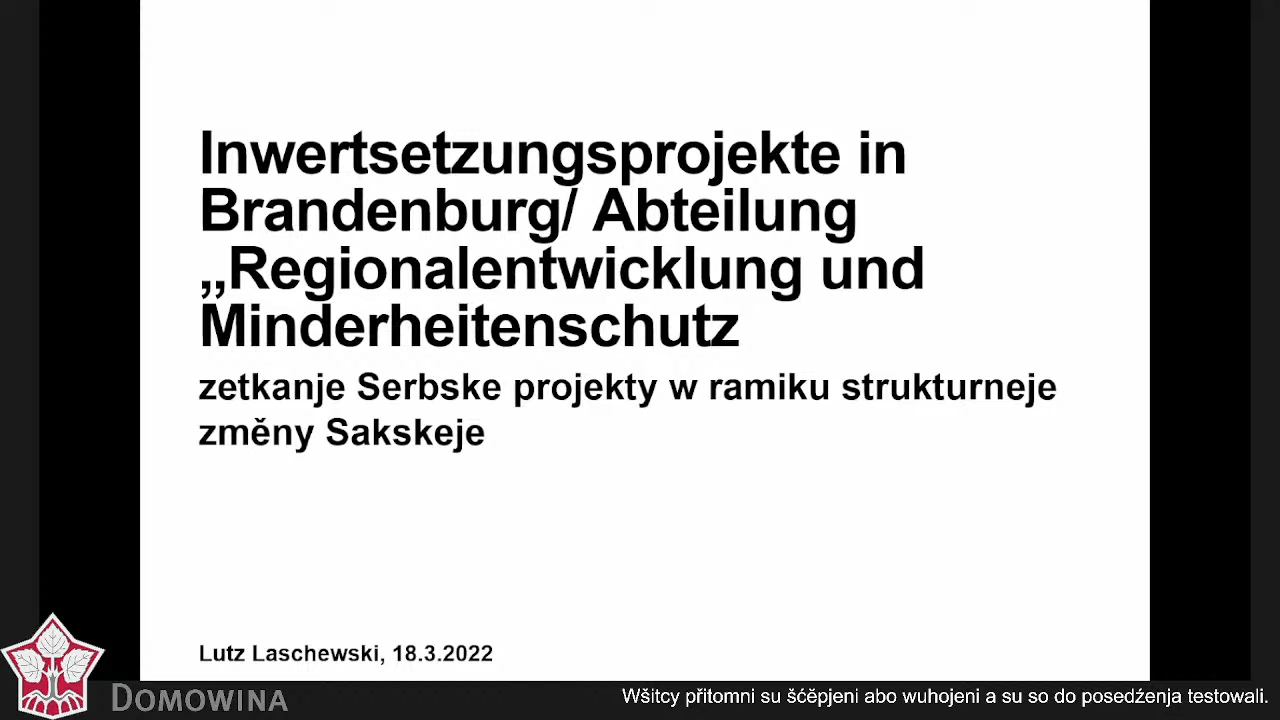 Inwertsetzungsprojekte in
Brandenburg/ Abteilung
„Regionalentwicklung und
Minderheitenschutz
zetkanje Serbske projekty w ramiku strukturneje
změny Sakskeje
Lutz Laschewski, 18.3.2022
DOMOWINA
Wšitcy přitomni su šćěpjeni abo wuhojeni a su so do posedźenja testowali.